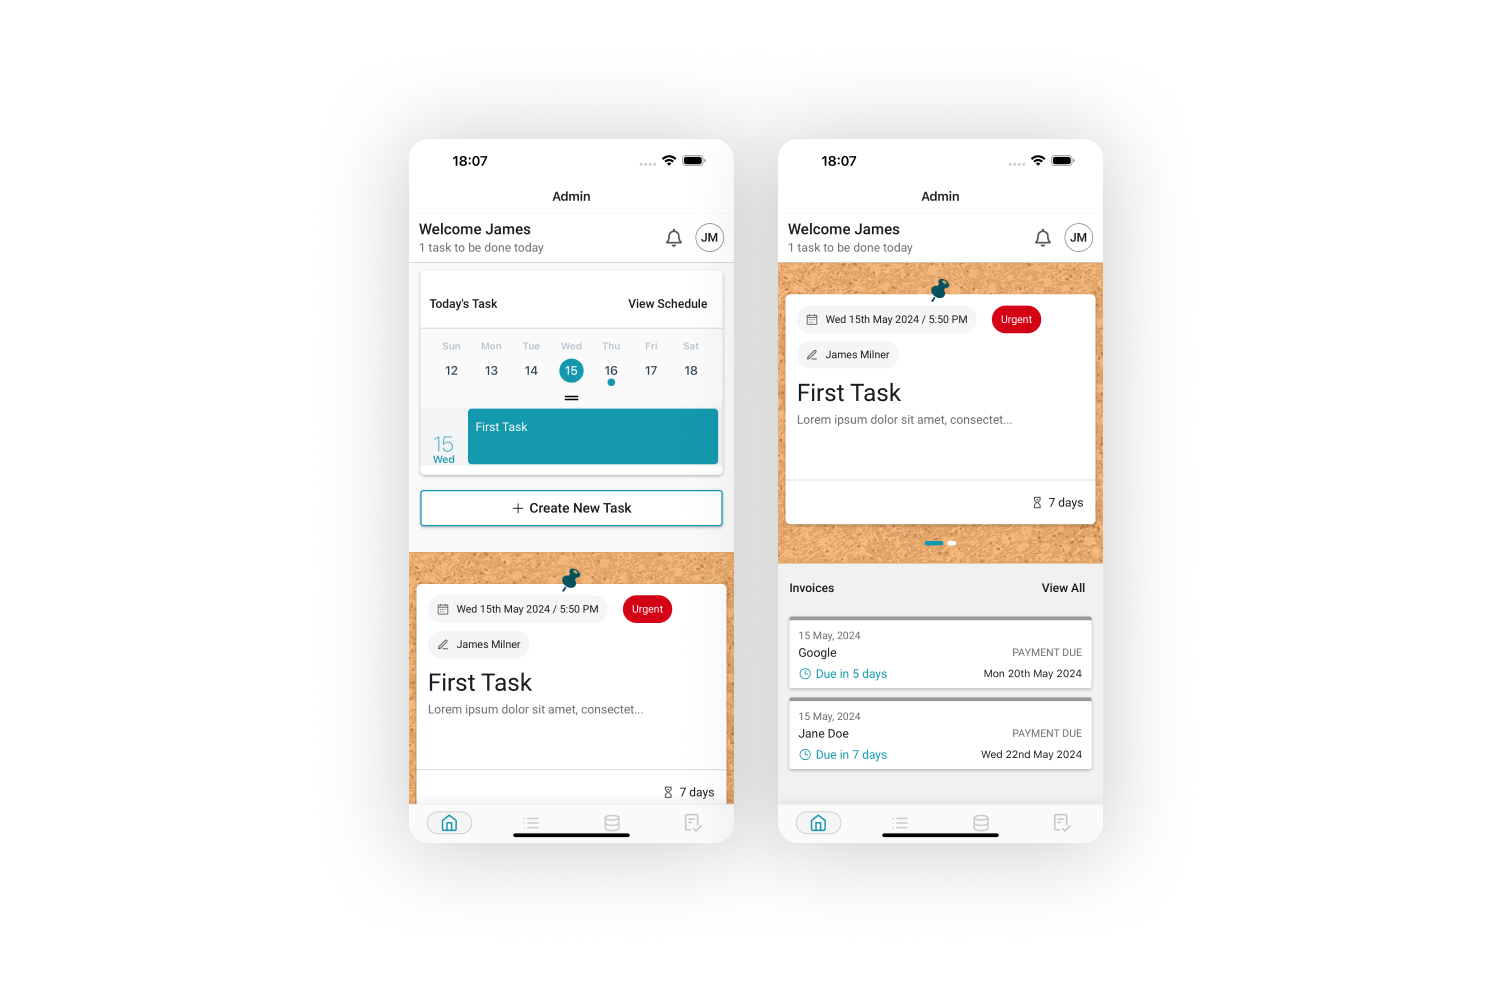 18:07
Admin
Welcome James
1 task to be done today
JM
Today's Task
View Schedule
Sun Mon Tue Wed Thu Fri Sat
12 13 14 15 16 17 18
First Task
15
Wed
+ Create New Task
Wed 15th May 2024 / 5:50 PM
Urgent
James Milner
First Task
Lorem ipsum dolor sit amet, consectet...
7 days
18:07
Admin
Welcome James
1 task to be done today
JM
Wed 15th May 2024 / 5:50 PM
Urgent
James Milner
First Task
Lorem ipsum dolor sit amet, consectet...
7 days
Invoices
View All
15 May, 2024
Google
PAYMENT DUE
Due in 5 days
Mon 20th May 2024
15 May, 2024
Jane Doe
PAYMENT DUE
Due in 7 days
Wed 22nd May 2024